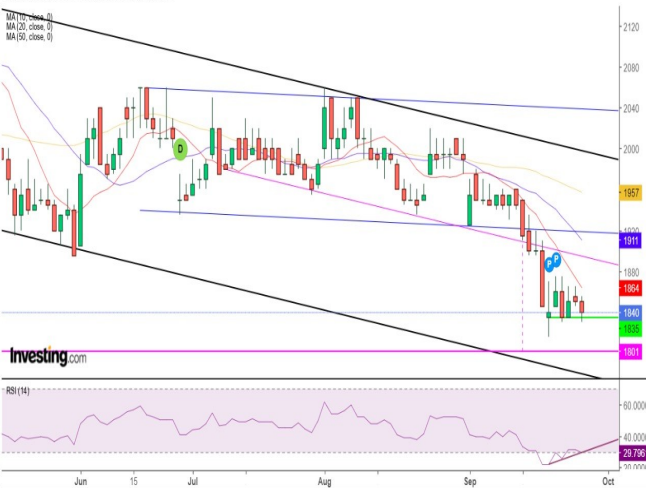 MA (10, close, 0)
MA (20, close, 0)
MA (50, close, 0)
2120
2080
2040
2000
1957
1920
1911
1880
1864
1840
1835
1801
D
P P
Investing.com
RSI (14)
60.0000
40.0000
29.796
20.0000
Jun 15 Jul Aug Sep Oct